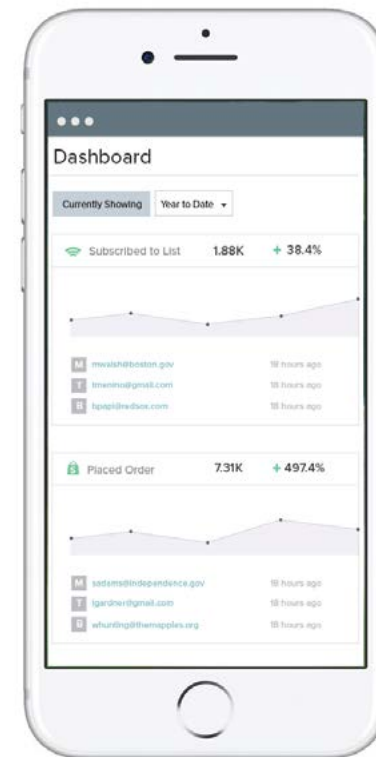 Dashboard
Currently Showing Year to Date
Subscribed to List 1.88K + 38.4%
M mwalsh@boston.gov 18 hours ago
T tmenino@gmail.com 18 hours ago
B bpapi@redsox.com 18 hours ago
Placed Order 7.31K + 497.4%
M sadams@independence.gov 18 hours ago
T igardner@gmail.com 18 hours ago
B whunting@themapples.org 18 hours ago